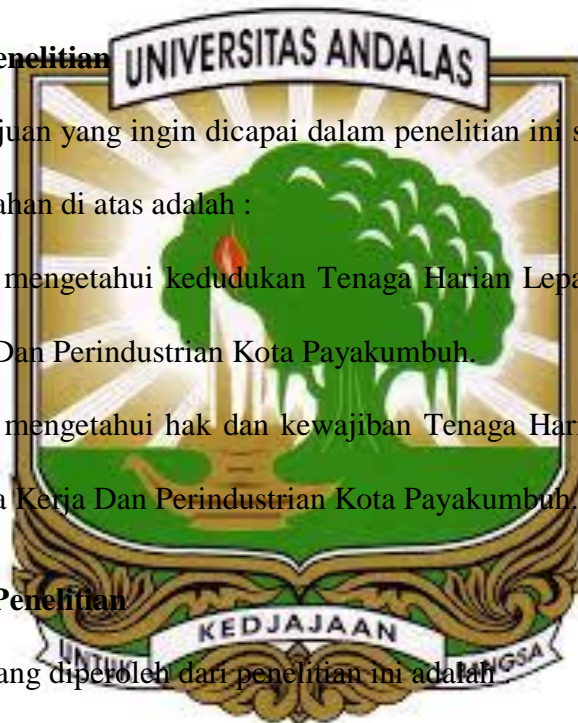 UNIVERSITAS ANDALAS
enelitian
juan yang ingin dicapai dalam penelitian ini s
ahan di atas adalah :
mengetahui kedudukan Tenaga Harian Lepa
Dan Perindustrian Kota Payakumbuh.
mengetahui hak dan kewajiban Tenaga Har
a Kerja Dan Perindustrian Kota Payakumbuh.
Penelitian
KEDJAJAAN
UNTUK BANGSA
ang diperoleh dari penelitian ini adalah :